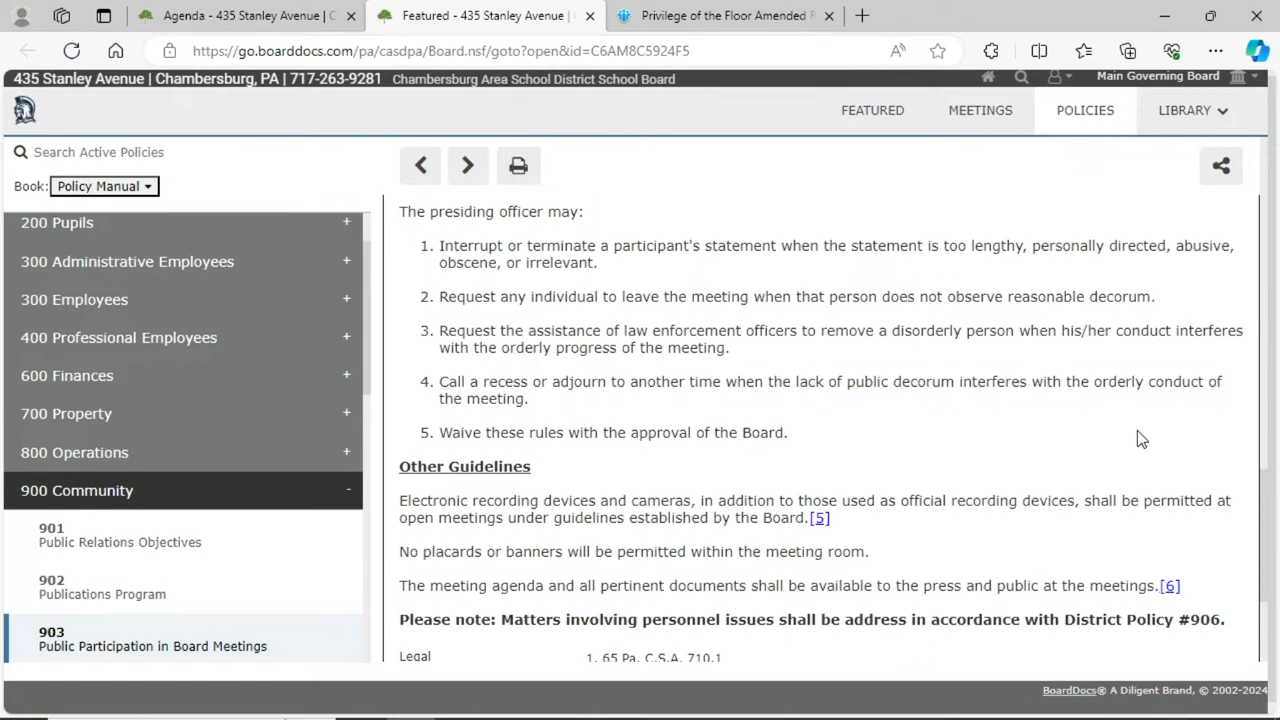 Agenda - 435 Stanley Avenue | C
Featured - 435 Stanley Avenue |
Privilege of the Floor Amended R
https://go.boarddocs.com/pa/casdpa/Board.nsf/goto?open&id=C6AM8C5924F5
435 Stanley Avenue | Chambersburg, PA | 717-263-9281 Chambersburg Area School District School Board
Main Governing Board
FEATURED MEETINGS POLICIES LIBRARY
Search Active Policies
Book: Policy Manual
200 Pupils +
300 Administrative Employees +
300 Employees +
400 Professional Employees +
600 Finances +
700 Property +
800 Operations +
900 Community -
901
Public Relations Objectives
902
Publications Program
903
Public Participation in Board Meetings
The presiding officer may:
1. Interrupt or terminate a participant's statement when the statement is too lengthy, personally directed, abusive,
obscene, or irrelevant.
2. Request any individual to leave the meeting when that person does not observe reasonable decorum.
3. Request the assistance of law enforcement officers to remove a disorderly person when his/her conduct interferes
with the orderly progress of the meeting.
4. Call a recess or adjourn to another time when the lack of public decorum interferes with the orderly conduct of
the meeting.
5. Waive these rules with the approval of the Board.
Other Guidelines
Electronic recording devices and cameras, in addition to those used as official recording devices, shall be permitted at
open meetings under guidelines established by the Board.[5]
No placards or banners will be permitted within the meeting room.
The meeting agenda and all pertinent documents shall be available to the press and public at the meetings.[6]
Please note: Matters involving personnel issues shall be address in accordance with District Policy #906.
Legal 1. 65 Pa. C.S.A. 710.1
BoardDocs® A Diligent Brand, © 2002-2024